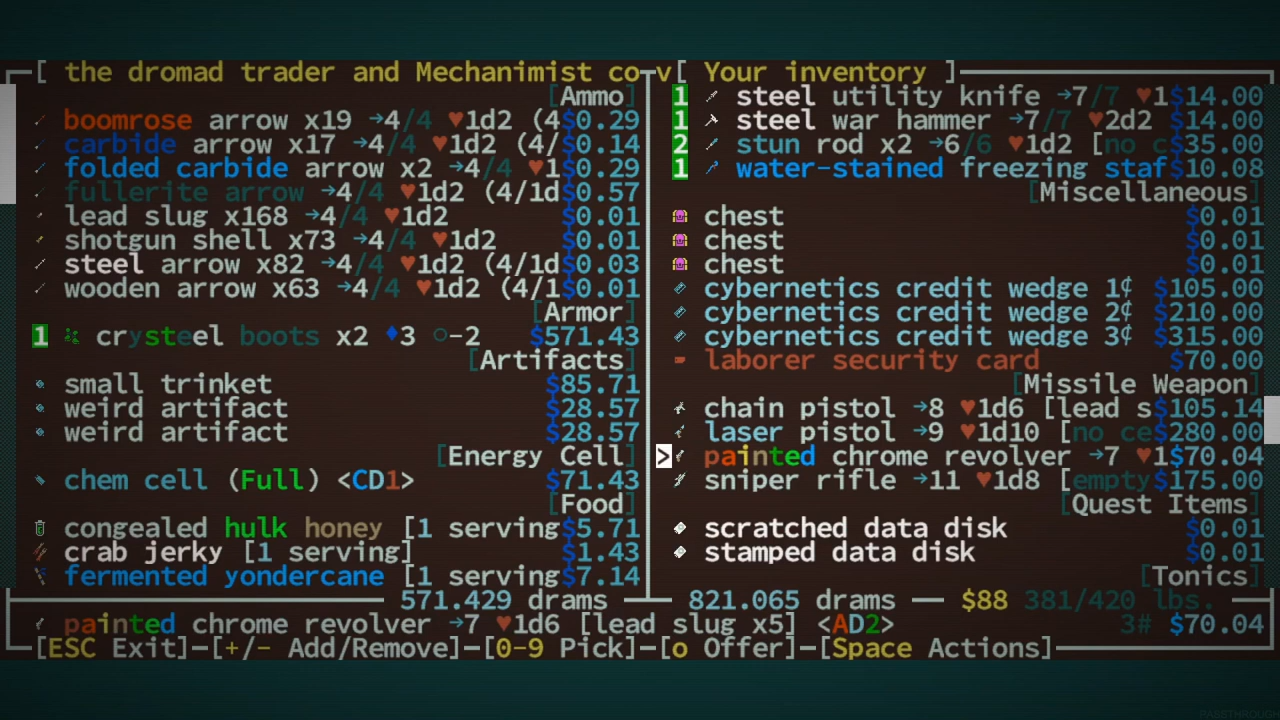 [ the dromad trader and Mechanimist co
[Ammo]
boomrose arrow x19 →4/4 ♥1d2 (4 $0.29
carbide arrow x17 →4/4 ♥1d2 (4/ $0.14
folded carbide arrow x2 →4/4 ♥1 $0.29
fullerite arrow →4/4 ♥1d2 (4/1d $0.57
lead slug x168 →4/4 ♥1d2 $0.01
shotgun shell x73 →4/4 ♥1d2 $0.01
steel arrow x82 →4/4 ♥1d2 (4/1d $0.03
wooden arrow x63 →4/4 ♥1d2 (4/1 $0.01
[Armor]
1 crysteel boots x2 ♦3 ○-2 $571.43
[Artifacts]
small trinket $85.71
weird artifact $28.57
weird artifact $28.57
[Energy Cell]
chem cell (Full) <CD1> $71.43
[Food]
congealed hulk honey [1 serving $5.71
crab jerky [1 serving] $1.43
fermented yondercane [1 serving $7.14
571.429 drams
v[ Your inventory ]
1 steel utility knife →7/7 ♥1 $14.00
1 steel war hammer →7/7 ♥2d2 $14.00
2 stun rod x2 →6/6 ♥1d2 [no c $35.00
1 water-stained freezing staf $10.08
[Miscellaneous]
chest $0.01
chest $0.01
chest $0.01
cybernetics credit wedge 1¢ $105.00
cybernetics credit wedge 2¢ $210.00
cybernetics credit wedge 3¢ $315.00
laborer security card $70.00
[Missile Weapon]
chain pistol →8 ♥1d6 [lead s $105.14
laser pistol →9 ♥1d10 [no ce $280.00
> painted chrome revolver →7 ♥1 $70.04
sniper rifle →11 ♥1d8 [empty $175.00
[Quest Items]
scratched data disk $0.01
stamped data disk $0.01
[Tonics]
821.065 drams — $88 381/420 lbs.
painted chrome revolver →7 ♥1d6 [lead slug x5] <AD2> 3# $70.04
[ESC Exit]—[+/- Add/Remove]—[0-9 Pick]—[o Offer]—[Space Actions]